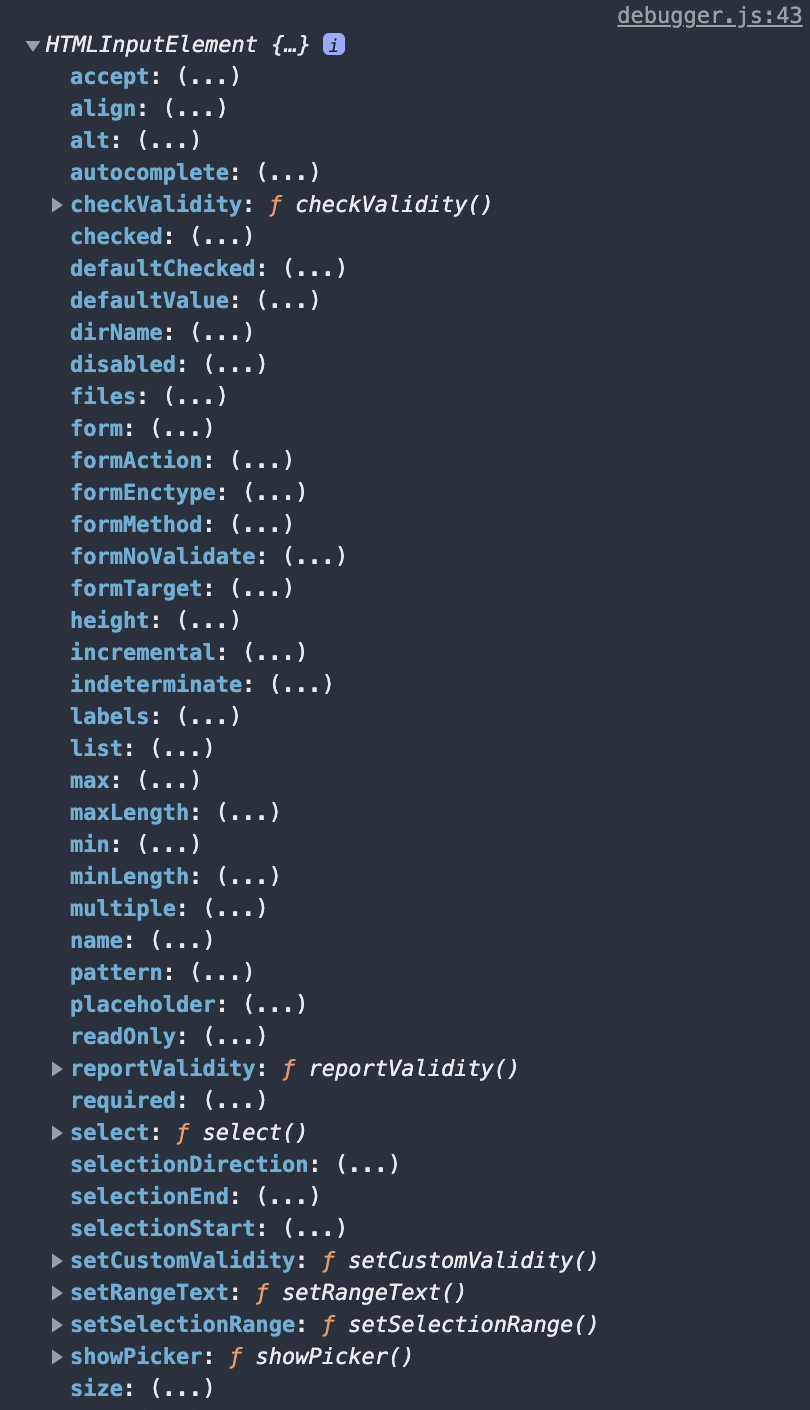 debugger.js:43
HTMLInputElement {…} i
accept: (...)
align: (...)
alt: (...)
autocomplete: (...)
checkValidity: ƒ checkValidity()
checked: (...)
defaultChecked: (...)
defaultValue: (...)
dirName: (...)
disabled: (...)
files: (...)
form: (...)
formAction: (...)
formEnctype: (...)
formMethod: (...)
formNoValidate: (...)
formTarget: (...)
height: (...)
incremental: (...)
indeterminate: (...)
labels: (...)
list: (...)
max: (...)
maxLength: (...)
min: (...)
minLength: (...)
multiple: (...)
name: (...)
pattern: (...)
placeholder: (...)
readOnly: (...)
reportValidity: ƒ reportValidity()
required: (...)
select: ƒ select()
selectionDirection: (...)
selectionEnd: (...)
selectionStart: (...)
setCustomValidity: ƒ setCustomValidity()
setRangeText: ƒ setRangeText()
setSelectionRange: ƒ setSelectionRange()
showPicker: ƒ showPicker()
size: (...)